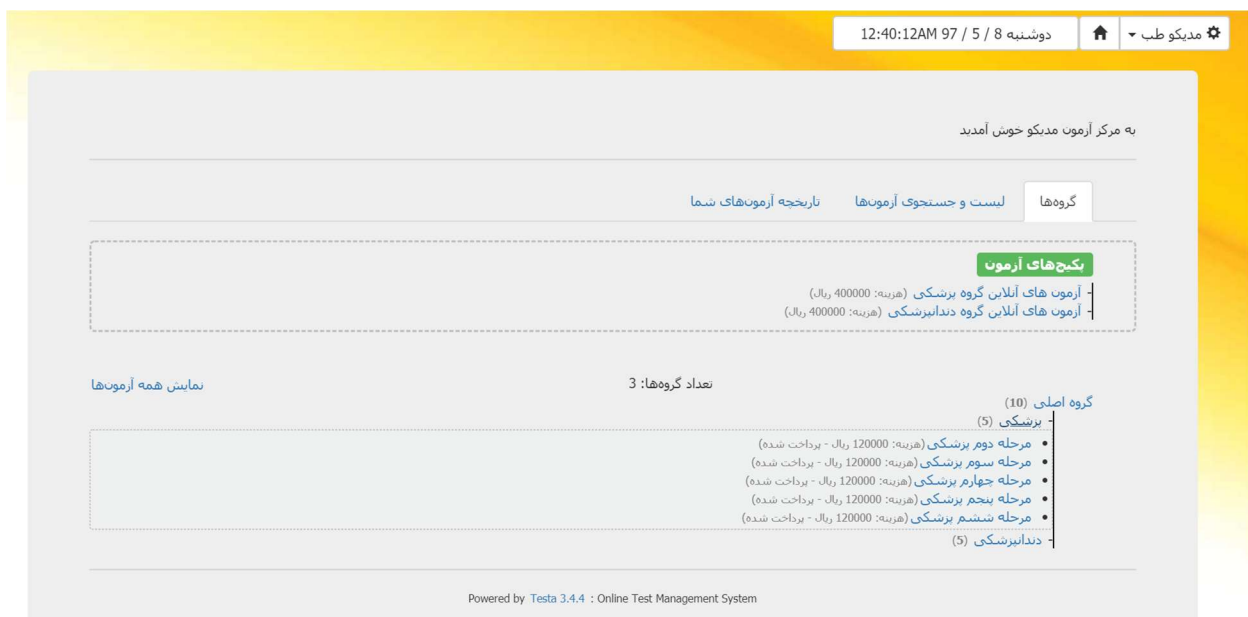 مدیکو طب
دوشنبه 8 / 5 / 97 12:40:12AM
به مرکز آزمون مدیکو خوش آمدید
گروه‌ها
لیست و جستجوی آزمون‌ها
تاریخچه آزمون‌های شما
پکیج‌های آزمون
- آزمون های آنلاین گروه پزشکی (هزینه: 400000 ریال)
- آزمون های آنلاین گروه دندانپزشکی (هزینه: 400000 ریال)
تعداد گروه‌ها: 3
نمایش همه آزمون‌ها
گروه اصلی (10)
- پزشکی (5)
• مرحله دوم پزشکی (هزینه: 120000 ریال - پرداخت شده)
• مرحله سوم پزشکی (هزینه: 120000 ریال - پرداخت شده)
• مرحله چهارم پزشکی (هزینه: 120000 ریال - پرداخت شده)
• مرحله پنجم پزشکی (هزینه: 120000 ریال - پرداخت شده)
• مرحله ششم پزشکی (هزینه: 120000 ریال - پرداخت شده)
- دندانپزشکی (5)
Powered by Testa 3.4.4 : Online Test Management System